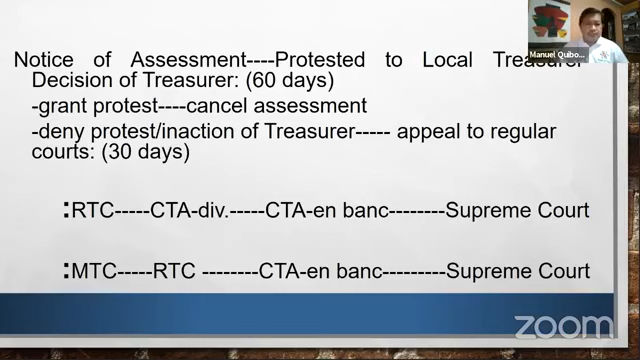 Manuel Quibo...
Notice of Assessment----Protested to Local Treasurer
Decision of Treasurer: (60 days)
-grant protest----cancel assessment
-deny protest/inaction of Treasurer----- appeal to regular
courts: (30 days)
:RTC-----CTA-div.-----CTA-en banc--------Supreme Court
:MTC-----RTC --------CTA-en banc---------Supreme Court
zoom